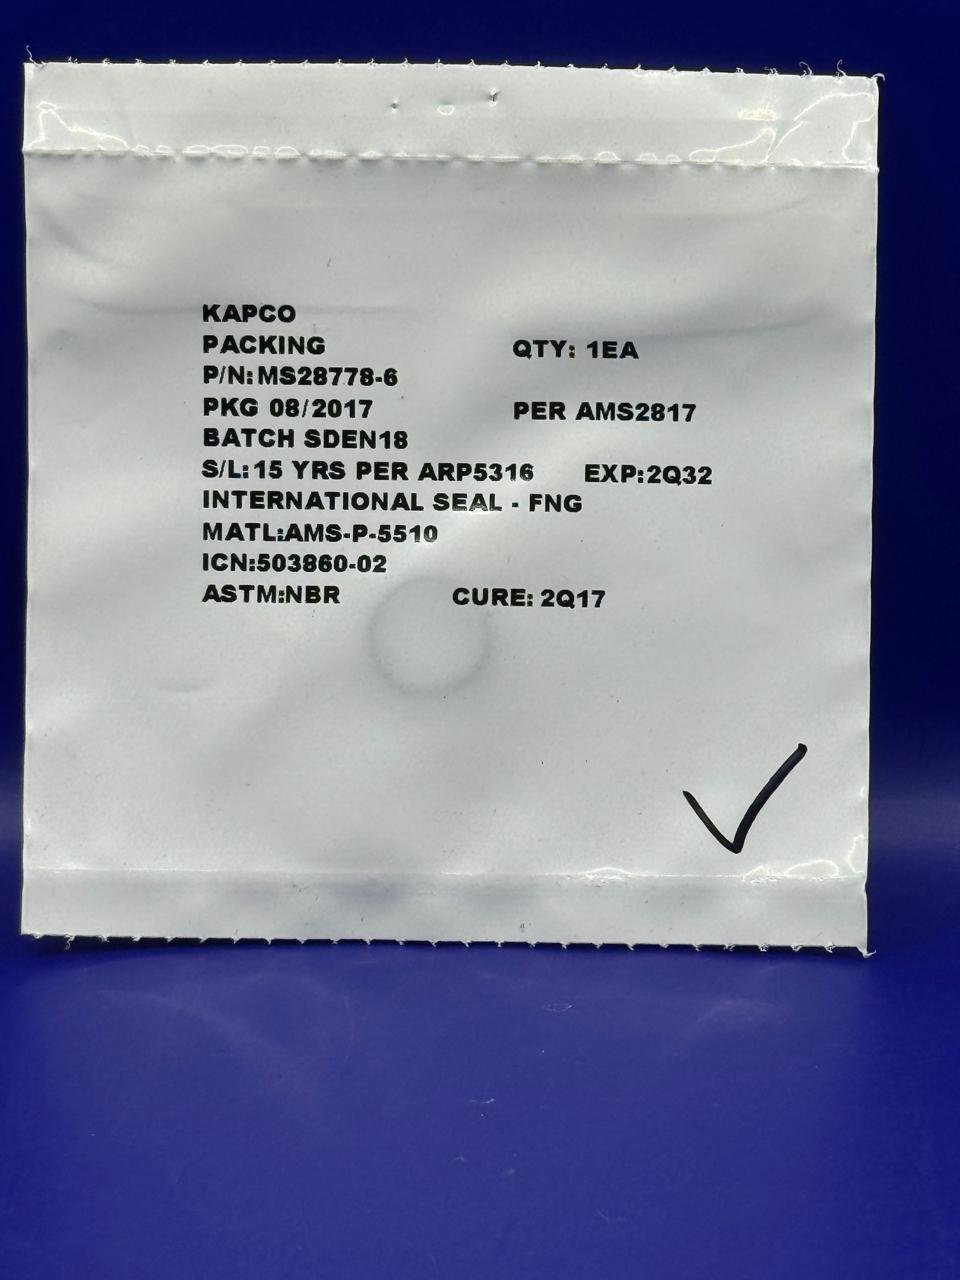 KAPCO
PACKING QTY: 1EA
P/N:MS28778-6
PKG 08/2017 PER AMS2817
BATCH SDEN18
S/L:15 YRS PER ARP5316 EXP:2Q32
INTERNATIONAL SEAL - FNG
MATL:AMS-P-5510
ICN:503860-02
ASTM:NBR CURE: 2Q17